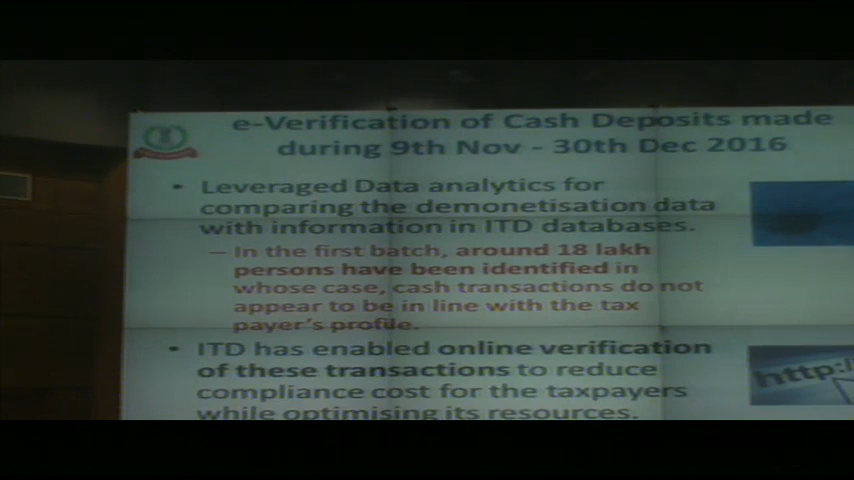 e-Verification of Cash Deposits made
during 9th Nov - 30th Dec 2016
• Leveraged Data analytics for
comparing the demonetisation data
with information in ITD databases.
– In the first batch, around 18 lakh
persons have been identified in
whose case, cash transactions do not
appear to be in line with the tax
payer's profile.
• ITD has enabled online verification
of these transactions to reduce
compliance cost for the taxpayers
while optimising its resources.
http:/